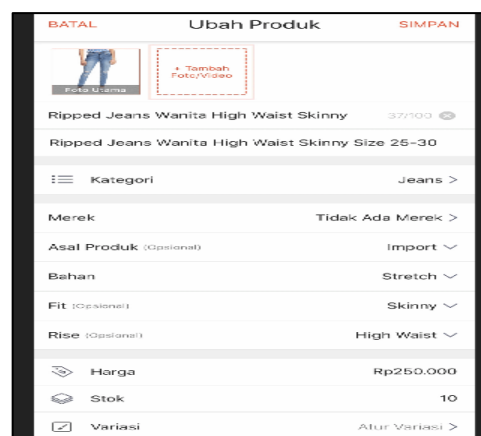 BATAL Ubah Produk SIMPAN
Foto Utama
+ Tambah
Foto/Video
Ripped Jeans Wanita High Waist Skinny 37/100
Ripped Jeans Wanita High Waist Skinny Size 25-30
Kategori Jeans >
Merek Tidak Ada Merek >
Asal Produk (Opsional) Import
Bahan Stretch
Fit (Opsional) Skinny
Rise (Opsional) High Waist
Harga Rp250.000
Stok 10
Variasi Atur Variasi >